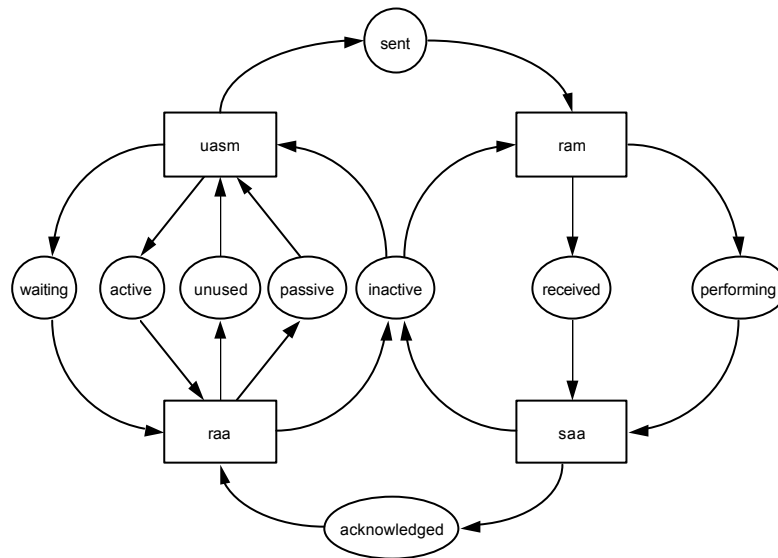 sent
uasm
ram
waiting
active
unused
passive
inactive
received
performing
raa
saa
acknowledged